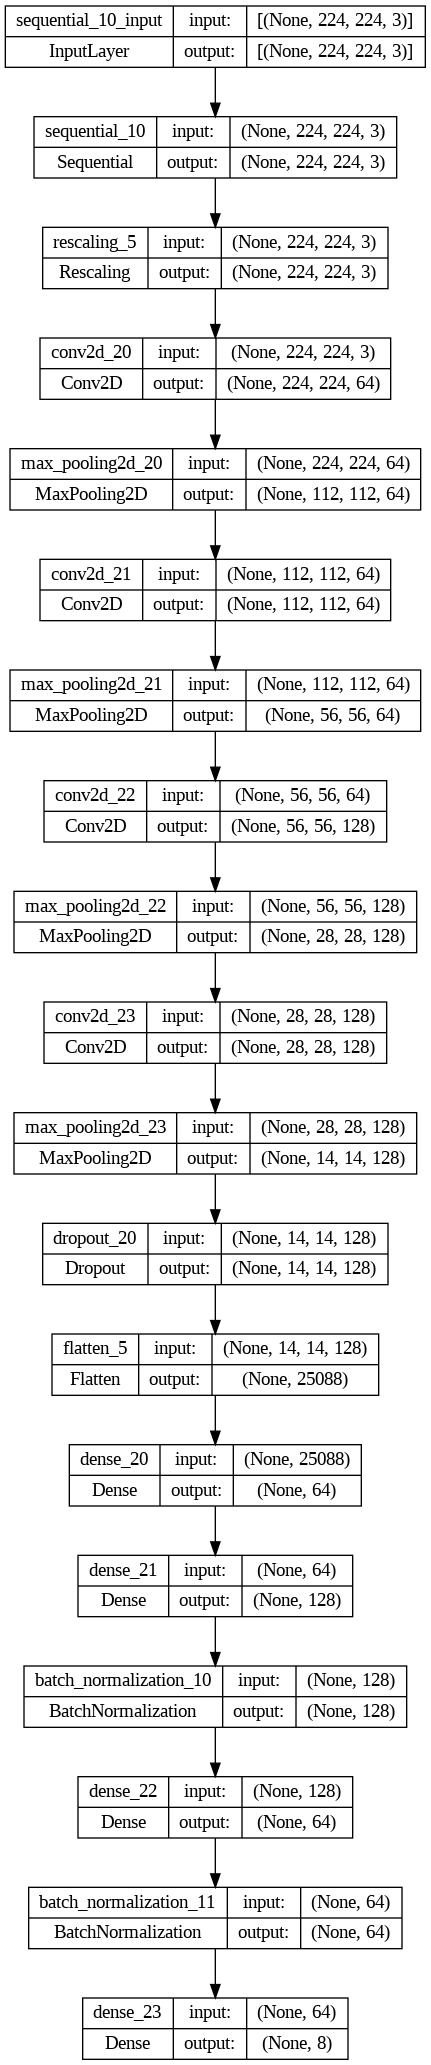 sequential_10_input input: [(None, 224, 224, 3)]
InputLayer output: [(None, 224, 224, 3)]
sequential_10 input: (None, 224, 224, 3)
Sequential output: (None, 224, 224, 3)
rescaling_5 input: (None, 224, 224, 3)
Rescaling output: (None, 224, 224, 3)
conv2d_20 input: (None, 224, 224, 3)
Conv2D output: (None, 224, 224, 64)
max_pooling2d_20 input: (None, 224, 224, 64)
MaxPooling2D output: (None, 112, 112, 64)
conv2d_21 input: (None, 112, 112, 64)
Conv2D output: (None, 112, 112, 64)
max_pooling2d_21 input: (None, 112, 112, 64)
MaxPooling2D output: (None, 56, 56, 64)
conv2d_22 input: (None, 56, 56, 64)
Conv2D output: (None, 56, 56, 128)
max_pooling2d_22 input: (None, 56, 56, 128)
MaxPooling2D output: (None, 28, 28, 128)
conv2d_23 input: (None, 28, 28, 128)
Conv2D output: (None, 28, 28, 128)
max_pooling2d_23 input: (None, 28, 28, 128)
MaxPooling2D output: (None, 14, 14, 128)
dropout_20 input: (None, 14, 14, 128)
Dropout output: (None, 14, 14, 128)
flatten_5 input: (None, 14, 14, 128)
Flatten output: (None, 25088)
dense_20 input: (None, 25088)
Dense output: (None, 64)
dense_21 input: (None, 64)
Dense output: (None, 128)
batch_normalization_10 input: (None, 128)
BatchNormalization output: (None, 128)
dense_22 input: (None, 128)
Dense output: (None, 64)
batch_normalization_11 input: (None, 64)
BatchNormalization output: (None, 64)
dense_23 input: (None, 64)
Dense output: (None, 8)